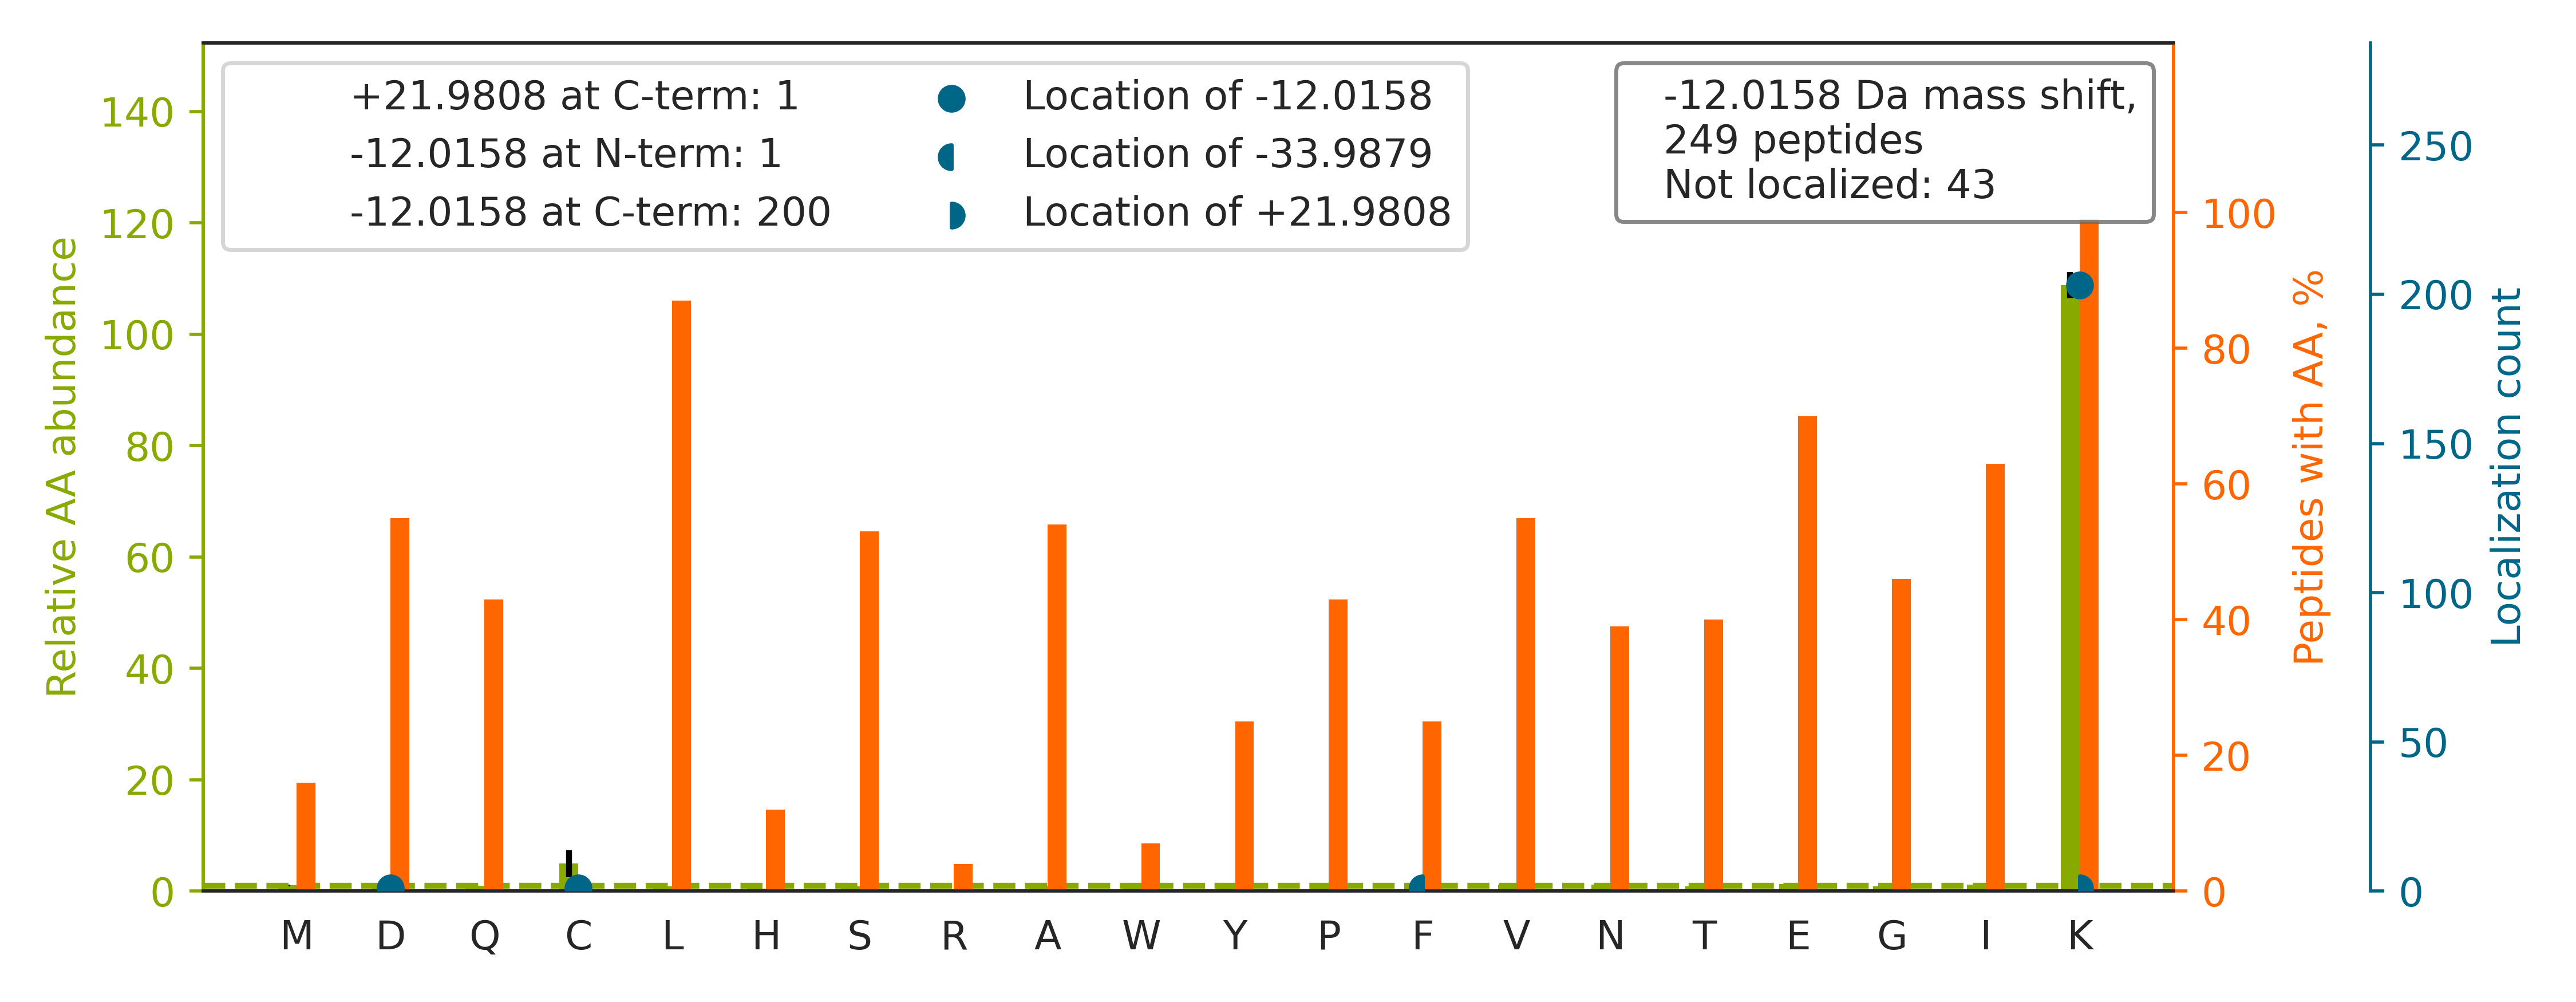 +21.9808 at C-term: 1
-12.0158 at N-term: 1
-12.0158 at C-term: 200
Location of -12.0158
Location of -33.9879
Location of +21.9808
-12.0158 Da mass shift,
249 peptides
Not localized: 43
Relative AA abundance
140
120
100
80
60
40
20
0
Peptides with AA, %
100
80
60
40
20
0
Localization count
250
200
150
100
50
0
M D Q C L H S R A W Y P F V N T E G I K